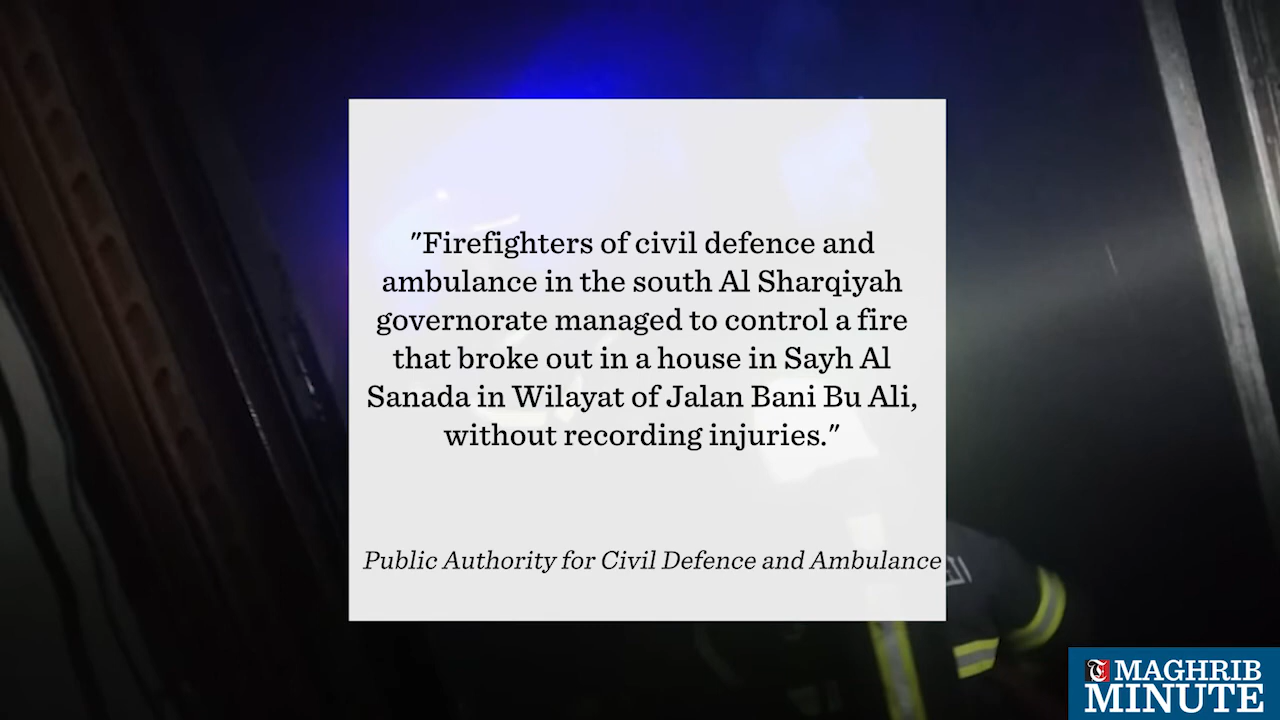 "Firefighters of civil defence and
ambulance in the south Al Sharqiyah
governorate managed to control a fire
that broke out in a house in Sayh Al
Sanada in Wilayat of Jalan Bani Bu Ali,
without recording injuries."
Public Authority for Civil Defence and Ambulance
T MAGHRIB
MINUTE